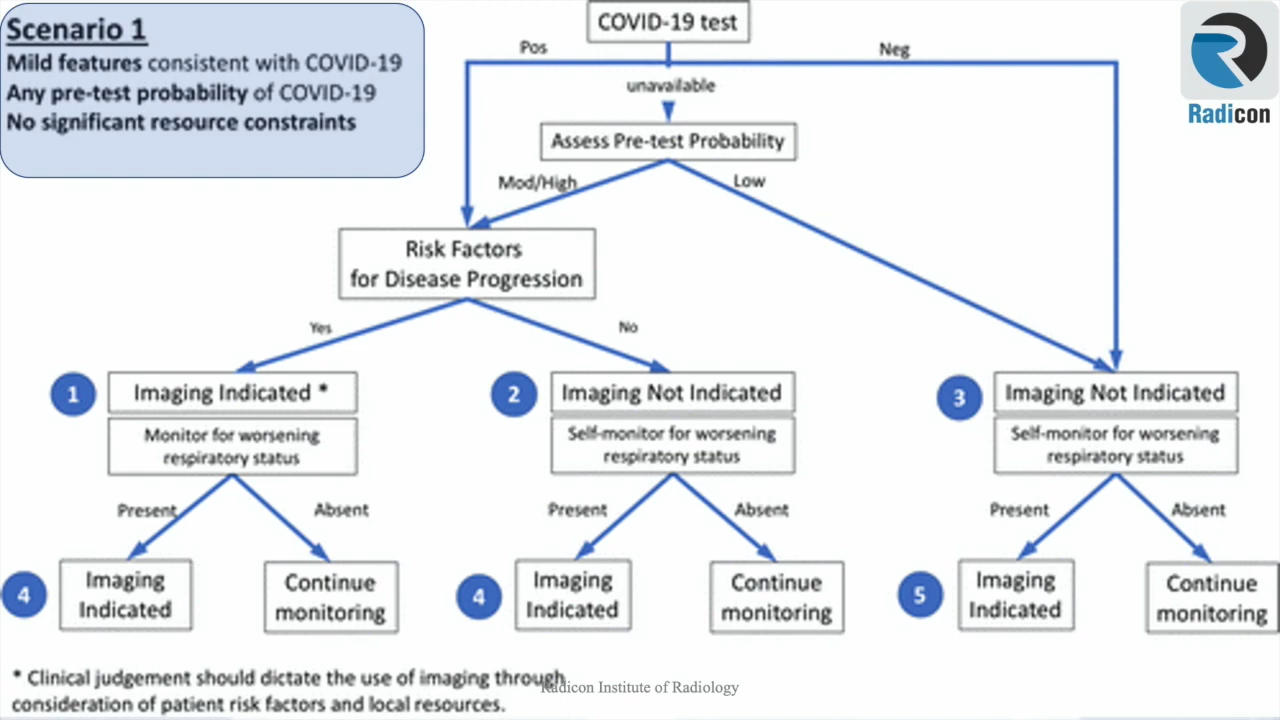 Scenario 1
Mild features consistent with COVID-19
Any pre-test probability of COVID-19
No significant resource constraints
COVID-19 test
Pos
Neg
unavailable
Radicon
Assess Pre-test Probability
Mod/High
Low
Risk Factors
for Disease Progression
Yes
No
1
Imaging Indicated *
Monitor for worsening
respiratory status
2
Imaging Not Indicated
Self-monitor for worsening
respiratory status
3
Imaging Not Indicated
Self-monitor for worsening
respiratory status
Present
Absent
Present
Absent
Present
Absent
4
Imaging
Indicated
Continue
monitoring
4
Imaging
Indicated
Continue
monitoring
5
Imaging
Indicated
Continue
monitoring
* Clinical judgement should dictate the use of imaging through
consideration of patient risk factors and local resources.
Radicon Institute of Radiology